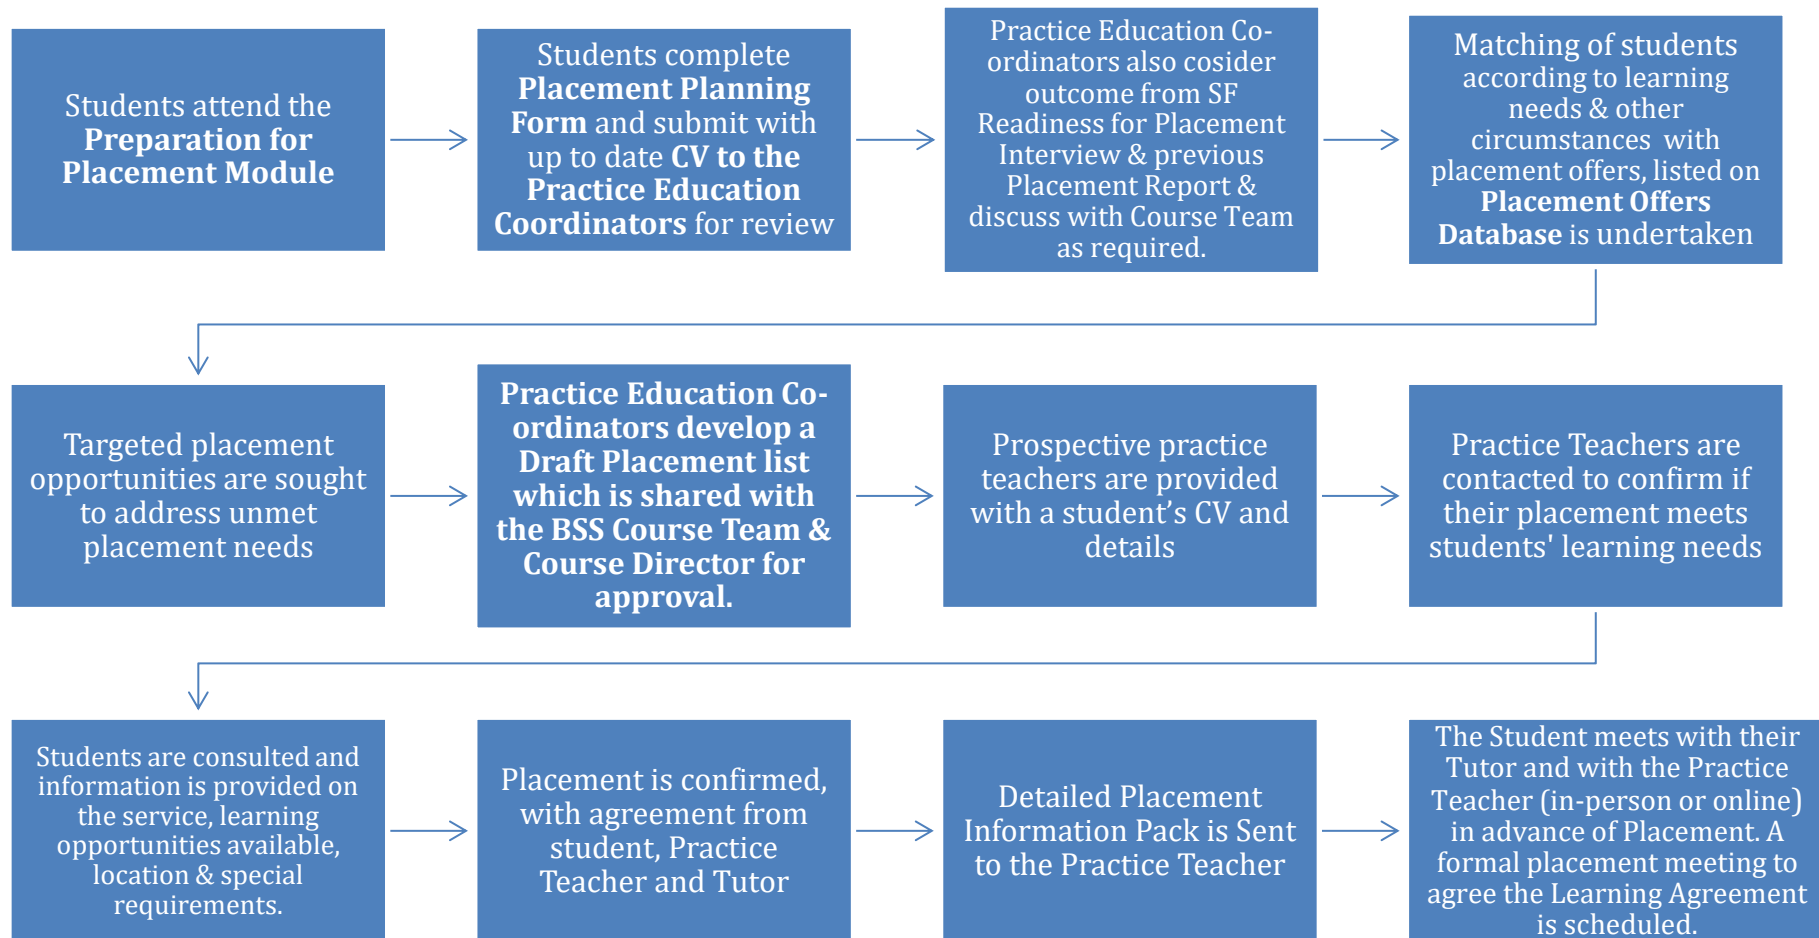 Students attend the
Preparation for
Placement Module
Students complete
Placement Planning
Form and submit with
up to date CV to the
Practice Education
Coordinators for review
Practice Education Co-
ordinators also cosider
outcome from SF
Readiness for Placement
Interview & previous
Placement Report &
discuss with Course Team
as required.
Matching of students
according to learning
needs & other
circumstances with
placement offers, listed on
Placement Offers
Database is undertaken
Targeted placement
opportunities are sought
to address unmet
placement needs
Practice Education Co-
ordinators develop a
Draft Placement list
which is shared with
the BSS Course Team &
Course Director for
approval.
Prospective practice
teachers are provided
with a student’s CV and
details
Practice Teachers are
contacted to confirm if
their placement meets
students' learning needs
Students are consulted and
information is provided on
the service, learning
opportunities available,
location & special
requirements.
Placement is confirmed,
with agreement from
student, Practice
Teacher and Tutor
Detailed Placement
Information Pack is Sent
to the Practice Teacher
The Student meets with their
Tutor and with the Practice
Teacher (in-person or online)
in advance of Placement. A
formal placement meeting to
agree the Learning Agreement
is scheduled.